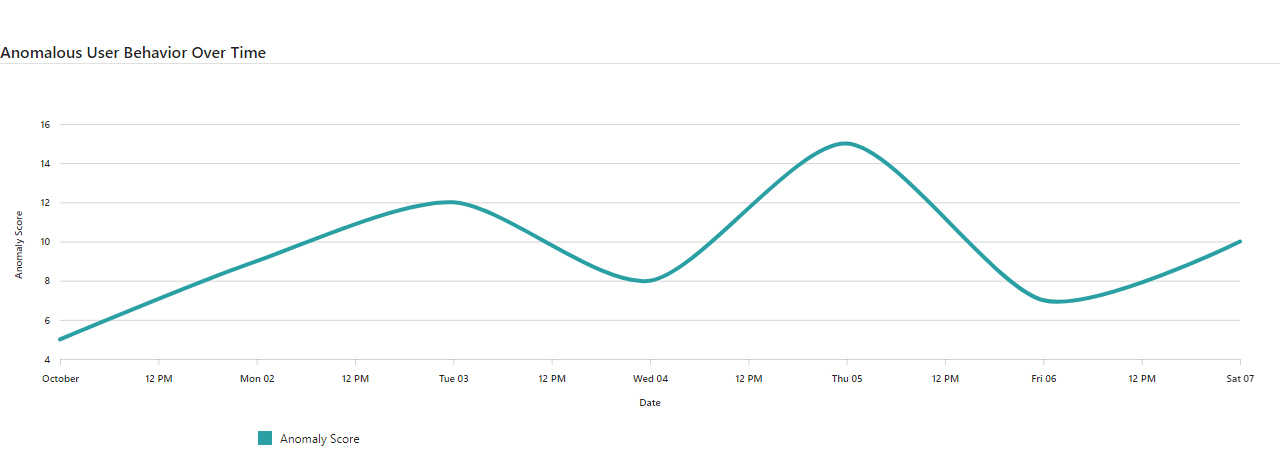 Anomalous User Behavior Over Time
16
14
12
10
8
6
4
Anomaly Score
October 12 PM Mon 02 12 PM Tue 03 12 PM Wed 04 12 PM Thu 05 12 PM Fri 06 12 PM Sat 07
Date
Anomaly Score